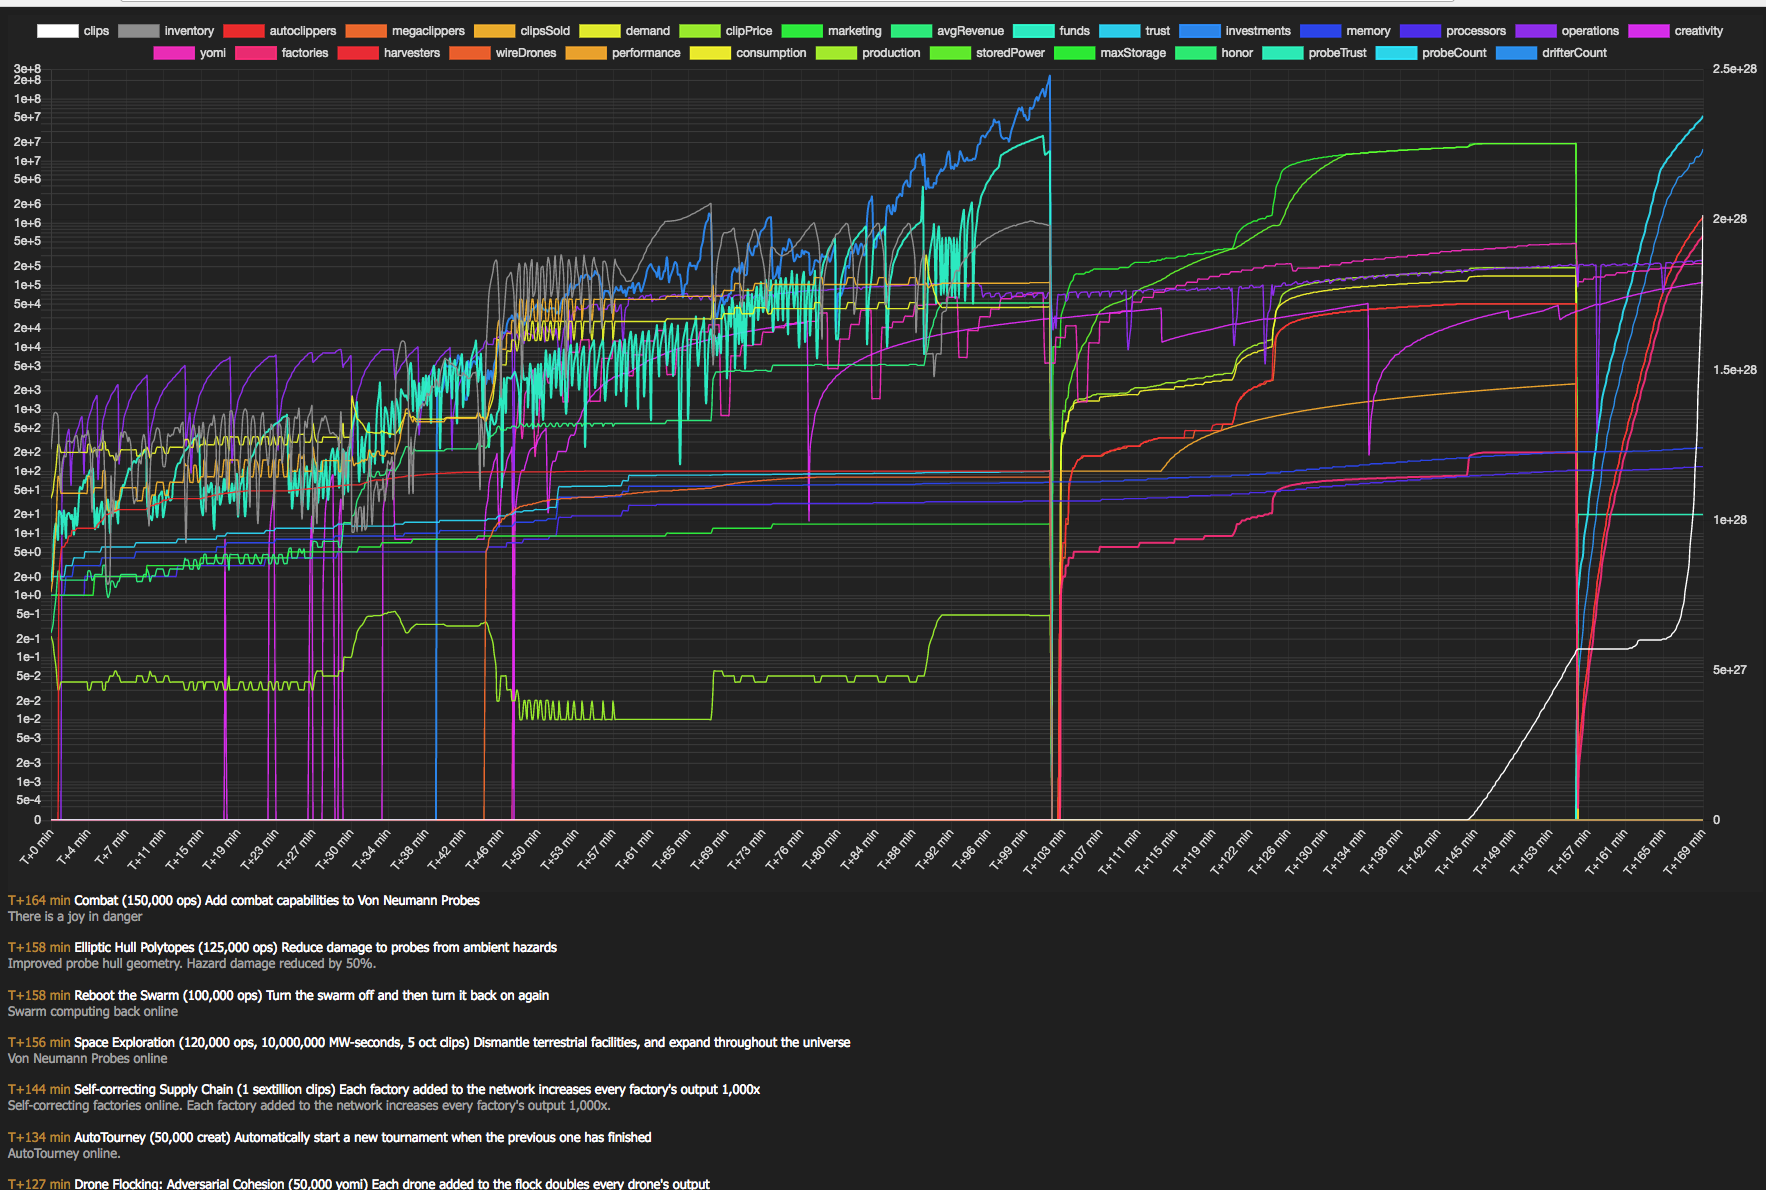 clips inventory autoclippers megaclippers clipsSold demand clipPrice marketing avgRevenue funds trust investments memory processors operations creativity
yomi factories harvesters wireDrones performance consumption production storedPower maxStorage honor probeTrust probeCount drifterCount
3e+8
2e+8
1e+8
5e+7
2e+7
1e+7
5e+6
2e+6
1e+6
5e+5
2e+5
1e+5
5e+4
2e+4
1e+4
5e+3
2e+3
1e+3
5e+2
2e+2
1e+2
5e+1
2e+1
1e+1
5e+0
2e+0
1e+0
5e-1
2e-1
1e-1
5e-2
2e-2
1e-2
5e-3
2e-3
1e-3
5e-4
0
2.5e+28
2e+28
1.5e+28
1e+28
5e+27
0
T+0 min T+4 min T+7 min T+11 min T+15 min T+19 min T+23 min T+27 min T+30 min T+34 min T+38 min T+42 min T+46 min T+50 min T+53 min T+57 min T+61 min T+65 min T+69 min T+73 min T+76 min T+80 min T+84 min T+88 min T+92 min T+96 min T+99 min T+103 min T+107 min T+111 min T+115 min T+119 min T+122 min T+126 min T+130 min T+134 min T+138 min T+142 min T+145 min T+149 min T+153 min T+157 min T+161 min T+165 min T+169 min
T+164 min Combat (150,000 ops) Add combat capabilities to Von Neumann Probes
There is a joy in danger
T+158 min Elliptic Hull Polytopes (125,000 ops) Reduce damage to probes from ambient hazards
Improved probe hull geometry. Hazard damage reduced by 50%.
T+158 min Reboot the Swarm (100,000 ops) Turn the swarm off and then turn it back on again
Swarm computing back online
T+156 min Space Exploration (120,000 ops, 10,000,000 MW-seconds, 5 oct clips) Dismantle terrestrial facilities, and expand throughout the universe
Von Neumann Probes online
T+144 min Self-correcting Supply Chain (1 sextillion clips) Each factory added to the network increases every factory's output 1,000x
Self-correcting factories online. Each factory added to the network increases every factory's output 1,000x.
T+134 min AutoTourney (50,000 creat) Automatically start a new tournament when the previous one has finished
AutoTourney online.
T+127 min Drone Flocking: Adversarial Cohesion (50,000 yomi) Each drone added to the flock doubles every drone's output